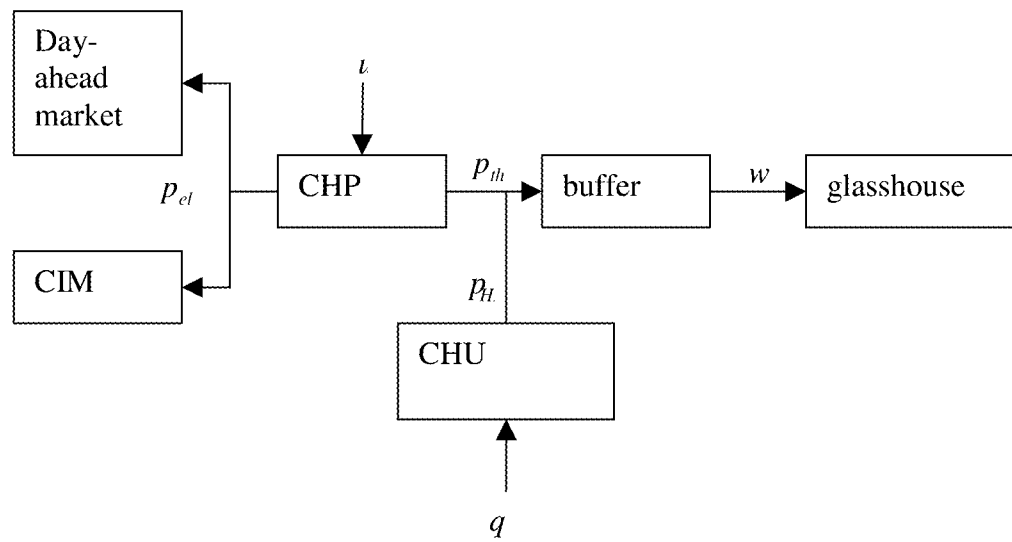 Day-
ahead
market
CHP
p_th
buffer
w
glasshouse
p_el
CIM
p_H
CHU
q